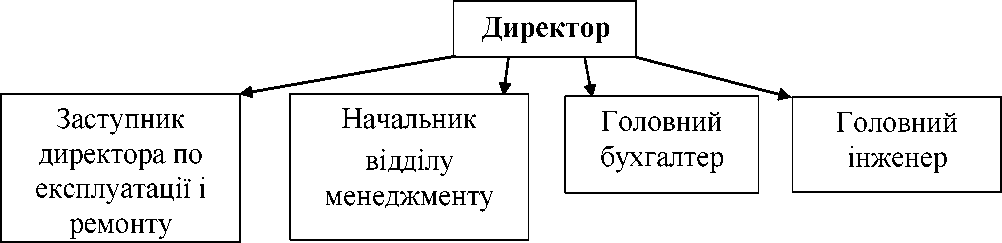 Директор
Заступник
директора по
експлуатації і
ремонту
Начальник
відділу
менеджменту
Головний
бухгалтер
Головний
інженер